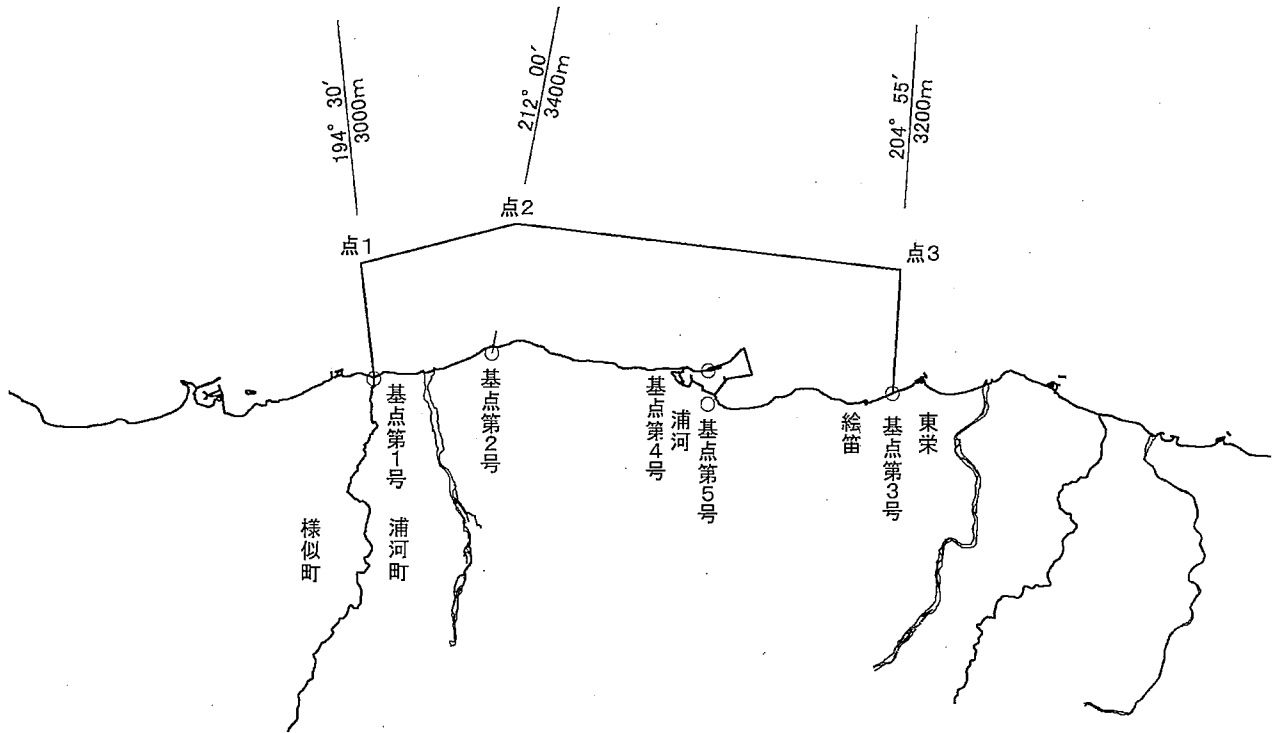 194° 30′
3000m
212° 00′
3400m
204° 55′
3200m
点1
点2
点3
基点第1号
基点第2号
基点第4号
浦河
基点第5号
絵笛
基点第3号
東栄
様似町
浦河町